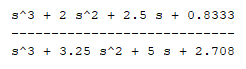 s^3 + 2 s^2 + 2.5 s + 0.8333
-----------------------------
s^3 + 3.25 s^2 + 5 s + 2.708